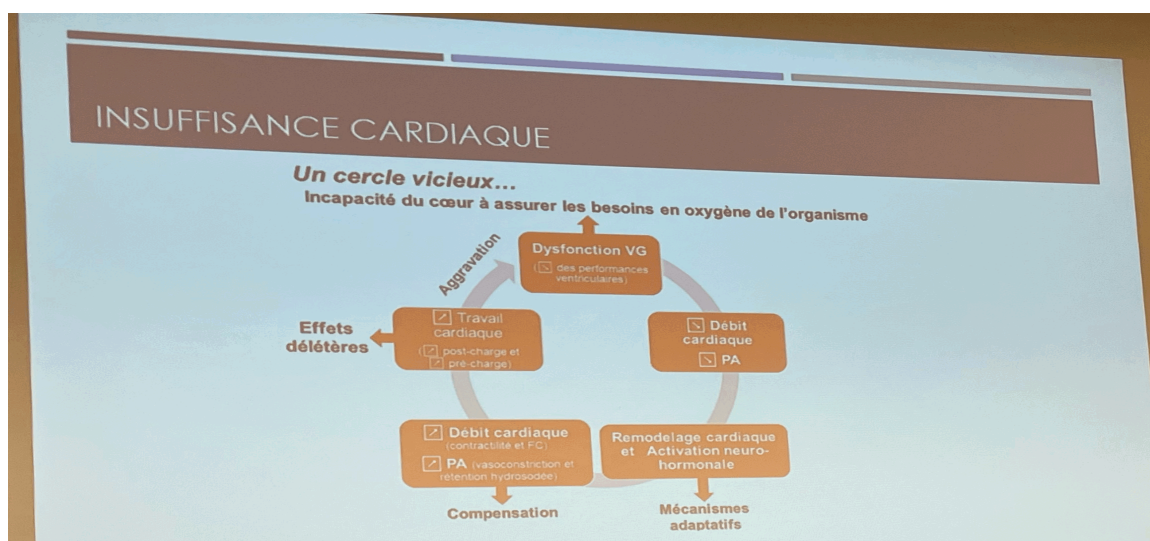 INSUFFISANCE CARDIAQUE
Un cercle vicieux...
Incapacité du cœur à assurer les besoins en oxygène de l'organisme
Aggravation
Dysfonction VG
(↘ des performances
ventriculaires)
↘ Débit
cardiaque
↘ PA
Remodelage cardiaque
et Activation neuro-
hormonale
Mécanismes
adaptatifs
↗ Débit cardiaque
(contractilité et FC)
↗ PA (vasoconstriction et
rétention hydrosodée)
Compensation
↗ Travail
cardiaque
(↗ post-charge et
↗ pré-charge)
Effets
délétères